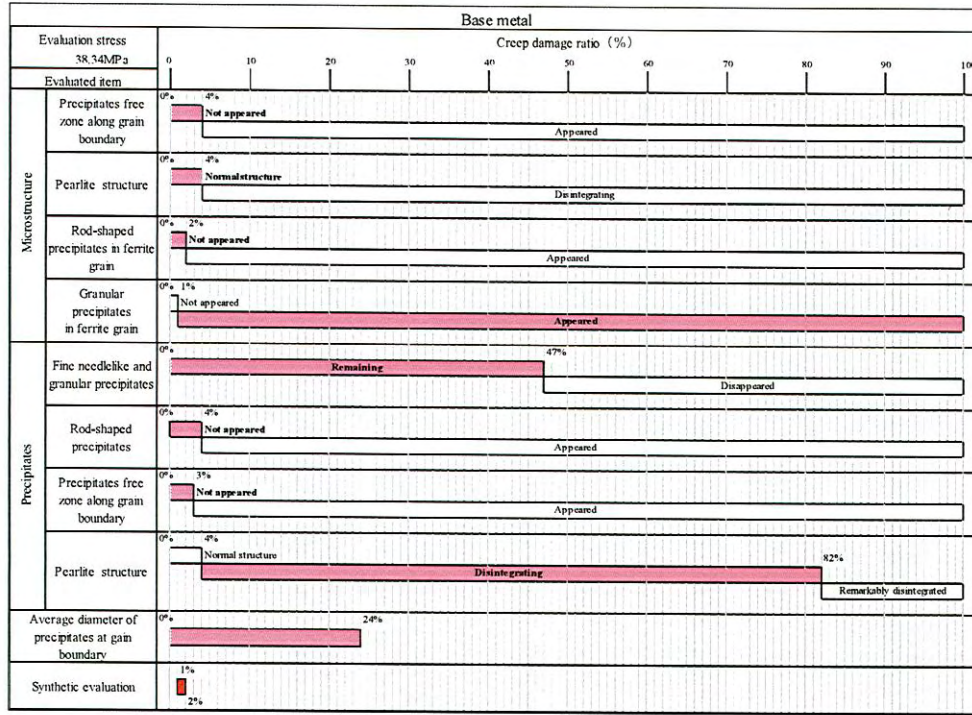 Base metal
Evaluation stress
38.34MPa
Creep damage ratio (%)
0 10 20 30 40 50 60 70 80 90 100
Evaluated item
Microstructure
Precipitates free
zone along grain
boundary
0% 4%
Not appeared
Appeared
Pearlite structure
0% 4%
Normal structure
Disintegrating
Rod-shaped
precipitates in ferrite
grain
0% 2%
Not appeared
Appeared
Granular
precipitates
in ferrite grain
0% 1%
Not appeared
Appeared
Precipitates
Fine needlelike and
granular precipitates
0% 47%
Remaining
Disappeared
Rod-shaped
precipitates
0% 4%
Not appeared
Appeared
Precipitates free
zone along grain
boundary
0% 3%
Not appeared
Appeared
Pearlite structure
0% 4% 82%
Normal structure
Disintegrating
Remarkably disintegrated
Average diameter of
precipitates at gain
boundary
0% 24%
Synthetic evaluation
1%
2%